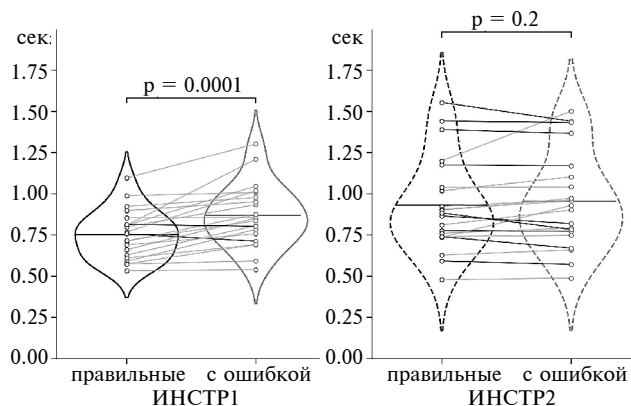 сек:
1.75
1.50
1.25
1.00
0.75
0.50
0.25
0.00
p = 0.0001
правильные с ошибкой
ИНСТР1
сек
1.75
1.50
1.25
1.00
0.75
0.50
0.25
0.00
p = 0.2
правильные с ошибкой
ИНСТР2